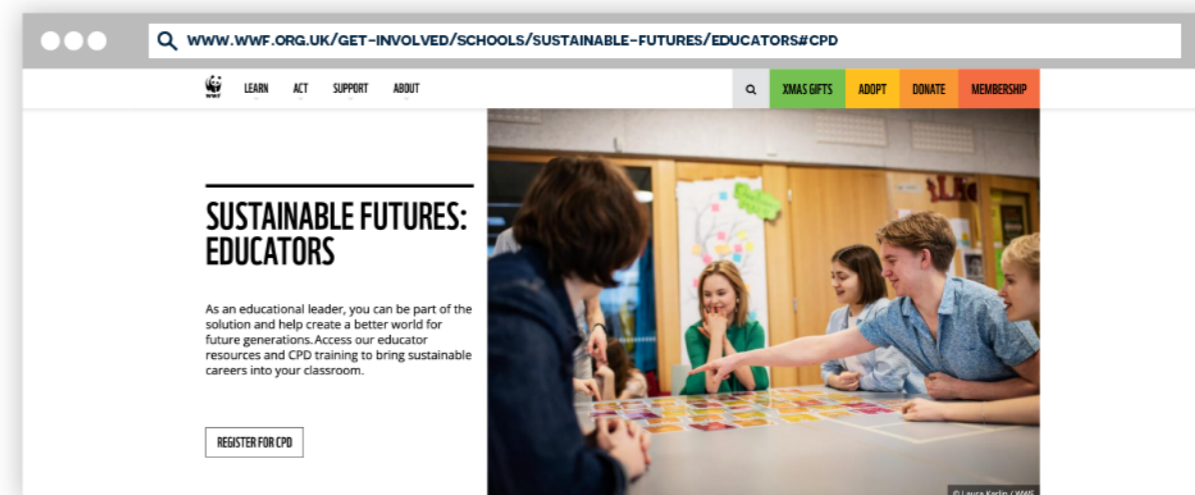 WWW.WWF.ORG.UK/GET-INVOLVED/SCHOOLS/SUSTAINABLE-FUTURES/EDUCATORS#CPD
WWF LEARN ACT SUPPORT ABOUT XMAS GIFTS ADOPT DONATE MEMBERSHIP
SUSTAINABLE FUTURES:
EDUCATORS
As an educational leader, you can be part of the
solution and help create a better world for
future generations. Access our educator
resources and CPD training to bring sustainable
careers into your classroom.
REGISTER FOR CPD
© Laura Karlin / WWF